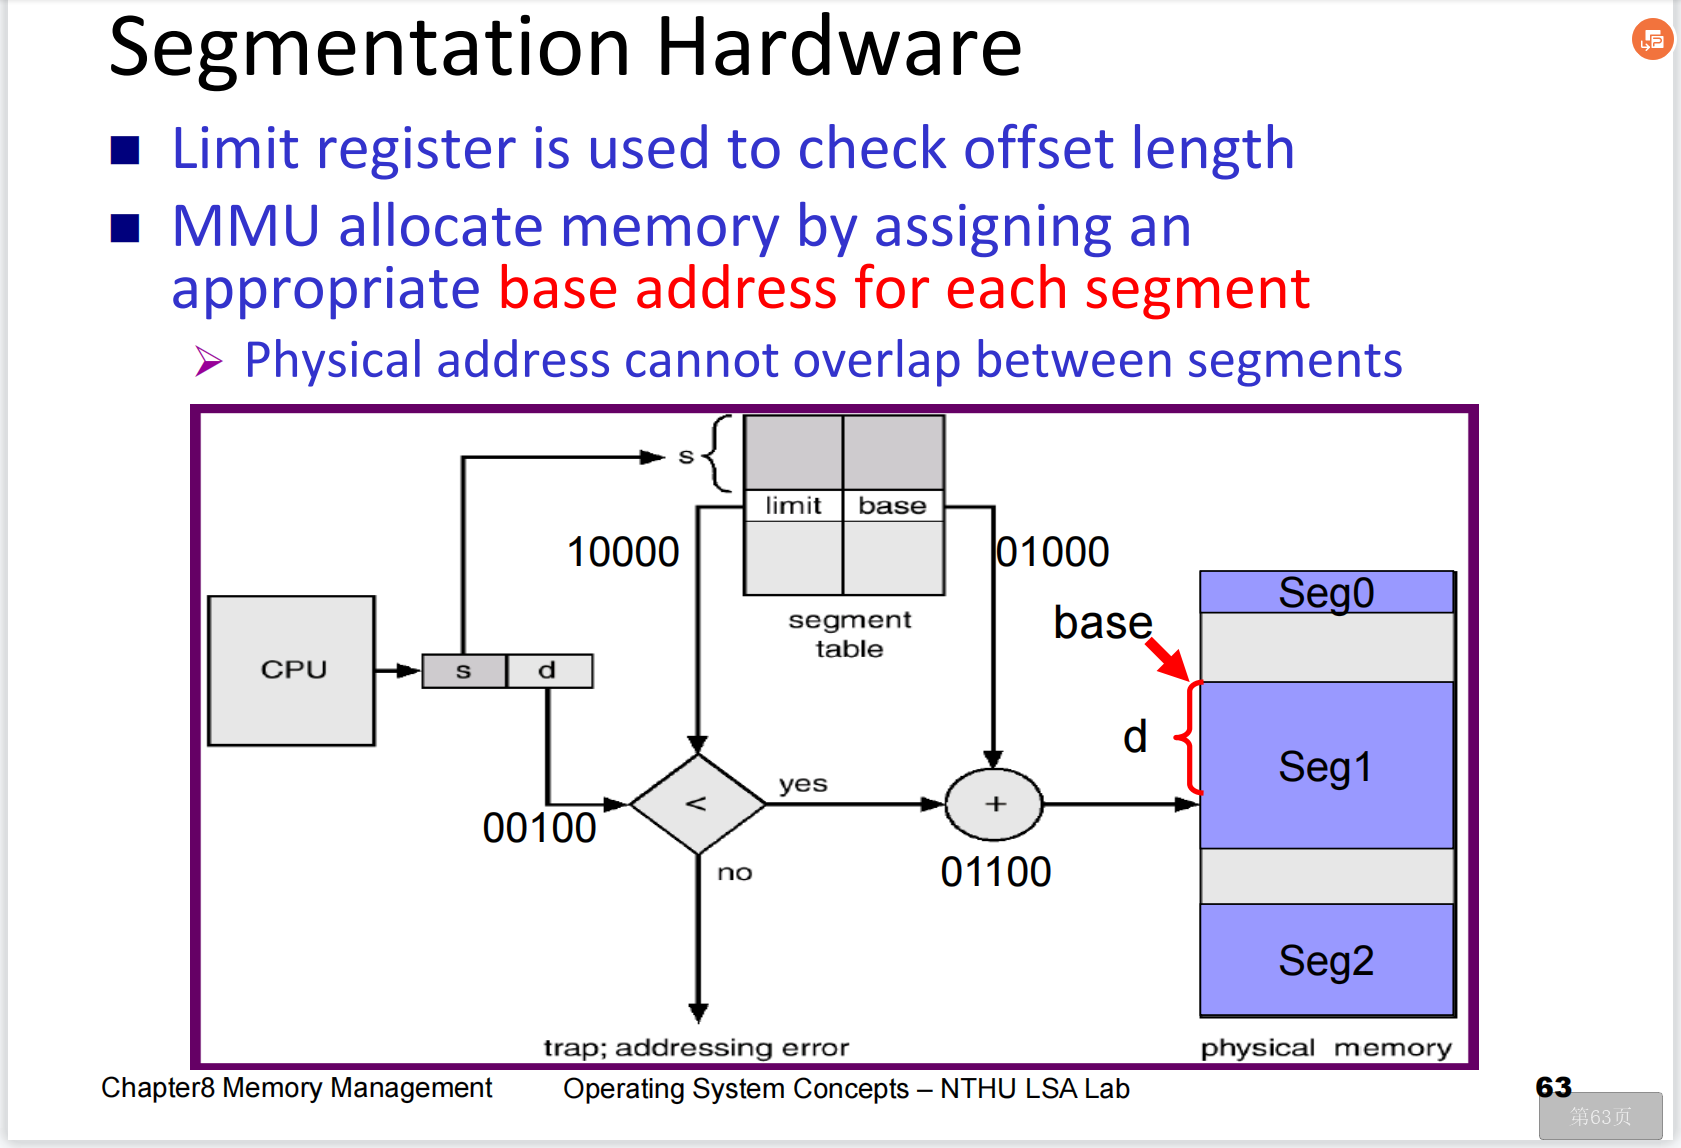 Segmentation Hardware
Limit register is used to check offset length
MMU allocate memory by assigning an
appropriate base address for each segment
Physical address cannot overlap between segments
s
limit base
10000
01000
segment
table
CPU
s d
base
Seg0
d
Seg1
<
yes
+
00100
no
01100
Seg2
trap; addressing error
physical memory
Chapter8 Memory Management
Operating System Concepts – NTHU LSA Lab
63
第63页